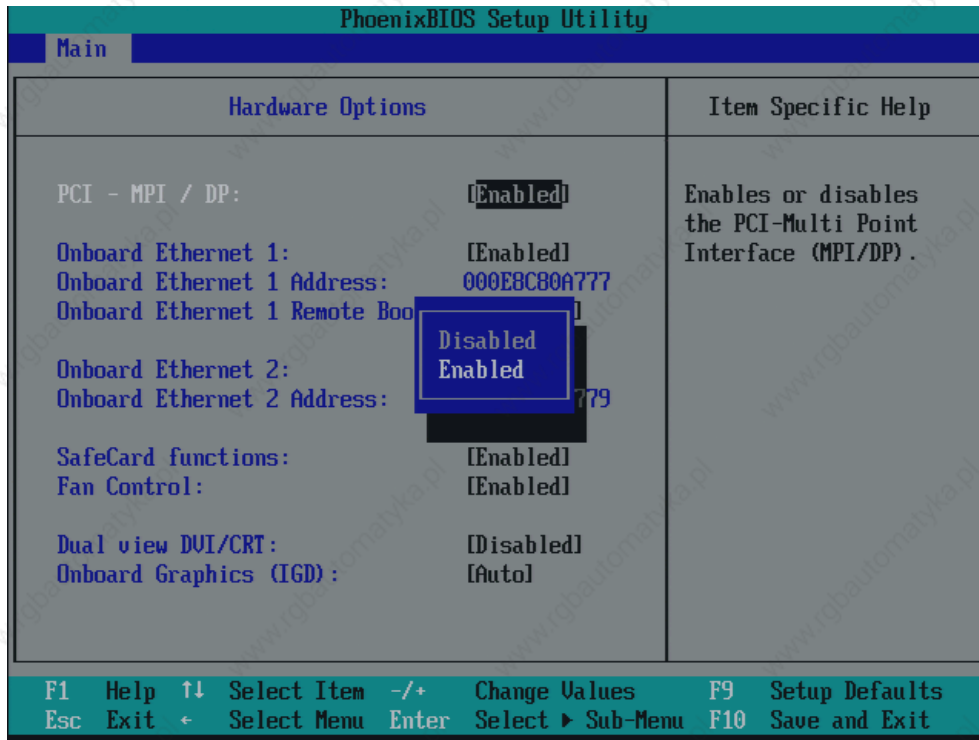 PhoenixBIOS Setup Utility
Main
Hardware Options
Item Specific Help
PCI - MPI / DP: [Enabled]
Onboard Ethernet 1: [Enabled]
Onboard Ethernet 1 Address: 000E8C80A777
Onboard Ethernet 1 Remote Boo ]
Onboard Ethernet 2:
Onboard Ethernet 2 Address: 779
Disabled
Enabled
SafeCard functions: [Enabled]
Fan Control: [Enabled]
Dual view DVI/CRT: [Disabled]
Onboard Graphics (IGD): [Auto]
Enables or disables
the PCI-Multi Point
Interface (MPI/DP).
F1 Help ↑↓ Select Item -/+ Change Values F9 Setup Defaults
Esc Exit ← Select Menu Enter Select ▶ Sub-Menu F10 Save and Exit
www.rgbautomatyka.pl